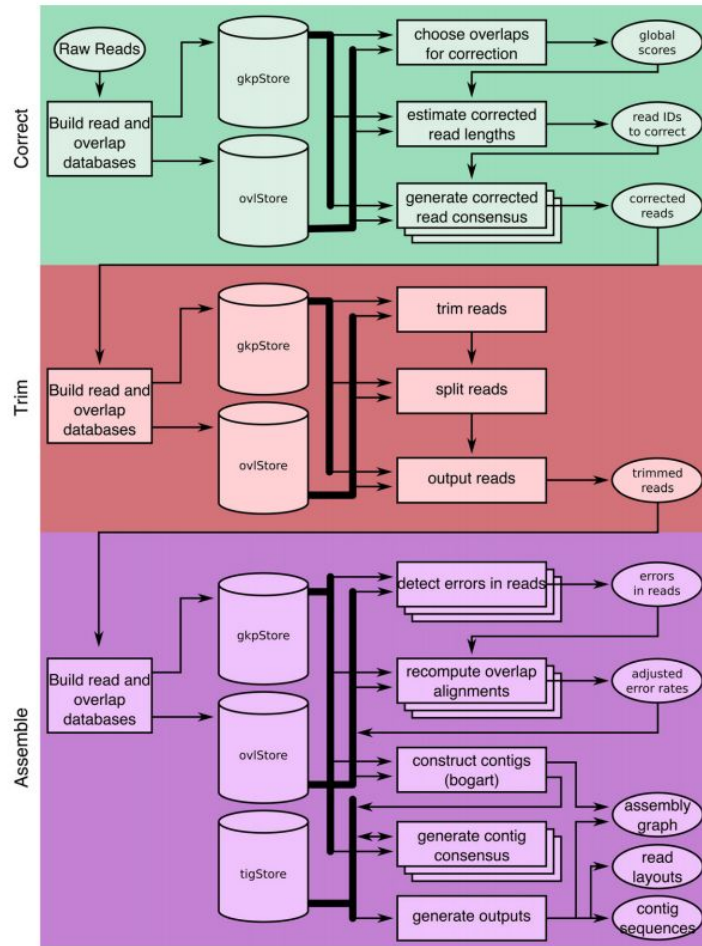 Correct
Raw Reads
Build read and
overlap
databases
gkpStore
ovlStore
choose overlaps
for correction
global
scores
estimate corrected
read lengths
read IDs
to correct
generate corrected
read consensus
corrected
reads
Trim
Build read and
overlap
databases
gkpStore
ovlStore
trim reads
split reads
output reads
trimmed
reads
Assemble
Build read and
overlap
databases
gkpStore
ovlStore
tigStore
detect errors in reads
errors
in reads
recompute overlap
alignments
adjusted
error rates
construct contigs
(bogart)
assembly
graph
generate contig
consensus
read
layouts
generate outputs
contig
sequences